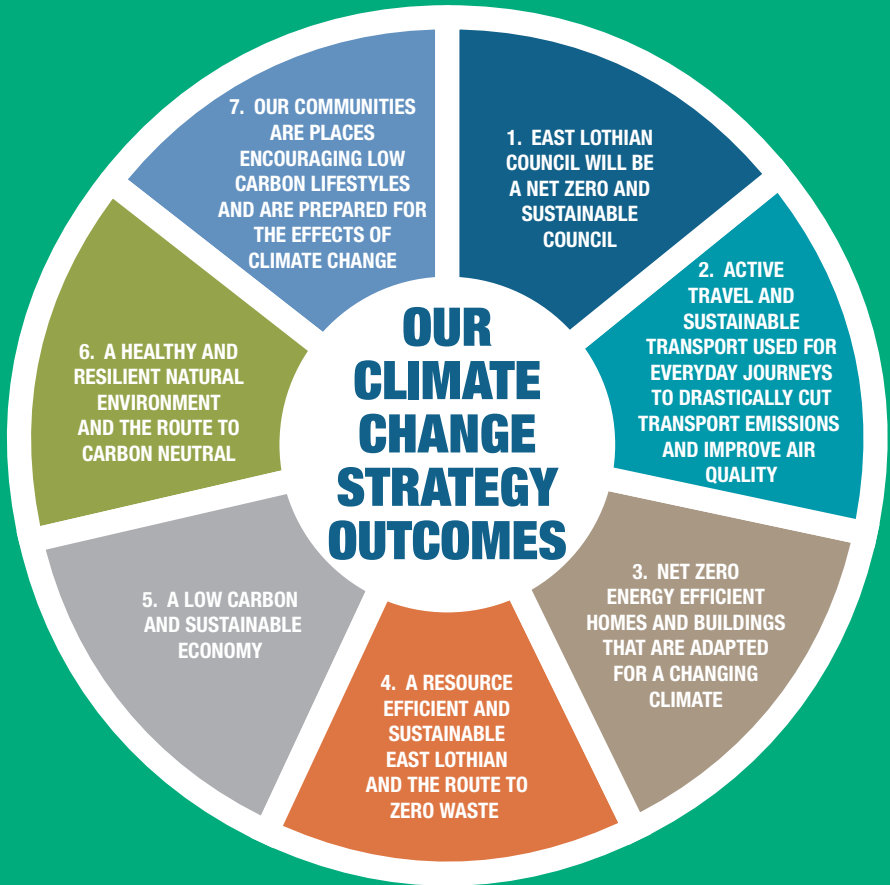 OUR
CLIMATE
CHANGE
STRATEGY
OUTCOMES
1. EAST LOTHIAN
COUNCIL WILL BE
A NET ZERO AND
SUSTAINABLE
COUNCIL
2. ACTIVE
TRAVEL AND
SUSTAINABLE
TRANSPORT USED FOR
EVERYDAY JOURNEYS
TO DRASTICALLY CUT
TRANSPORT EMISSIONS
AND IMPROVE AIR
QUALITY
3. NET ZERO
ENERGY EFFICIENT
HOMES AND BUILDINGS
THAT ARE ADAPTED
FOR A CHANGING
CLIMATE
4. A RESOURCE
EFFICIENT AND
SUSTAINABLE
EAST LOTHIAN
AND THE ROUTE TO
ZERO WASTE
5. A LOW CARBON
AND SUSTAINABLE
ECONOMY
6. A HEALTHY AND
RESILIENT NATURAL
ENVIRONMENT
AND THE ROUTE TO
CARBON NEUTRAL
7. OUR COMMUNITIES
ARE PLACES
ENCOURAGING LOW
CARBON LIFESTYLES
AND ARE PREPARED FOR
THE EFFECTS OF
CLIMATE CHANGE